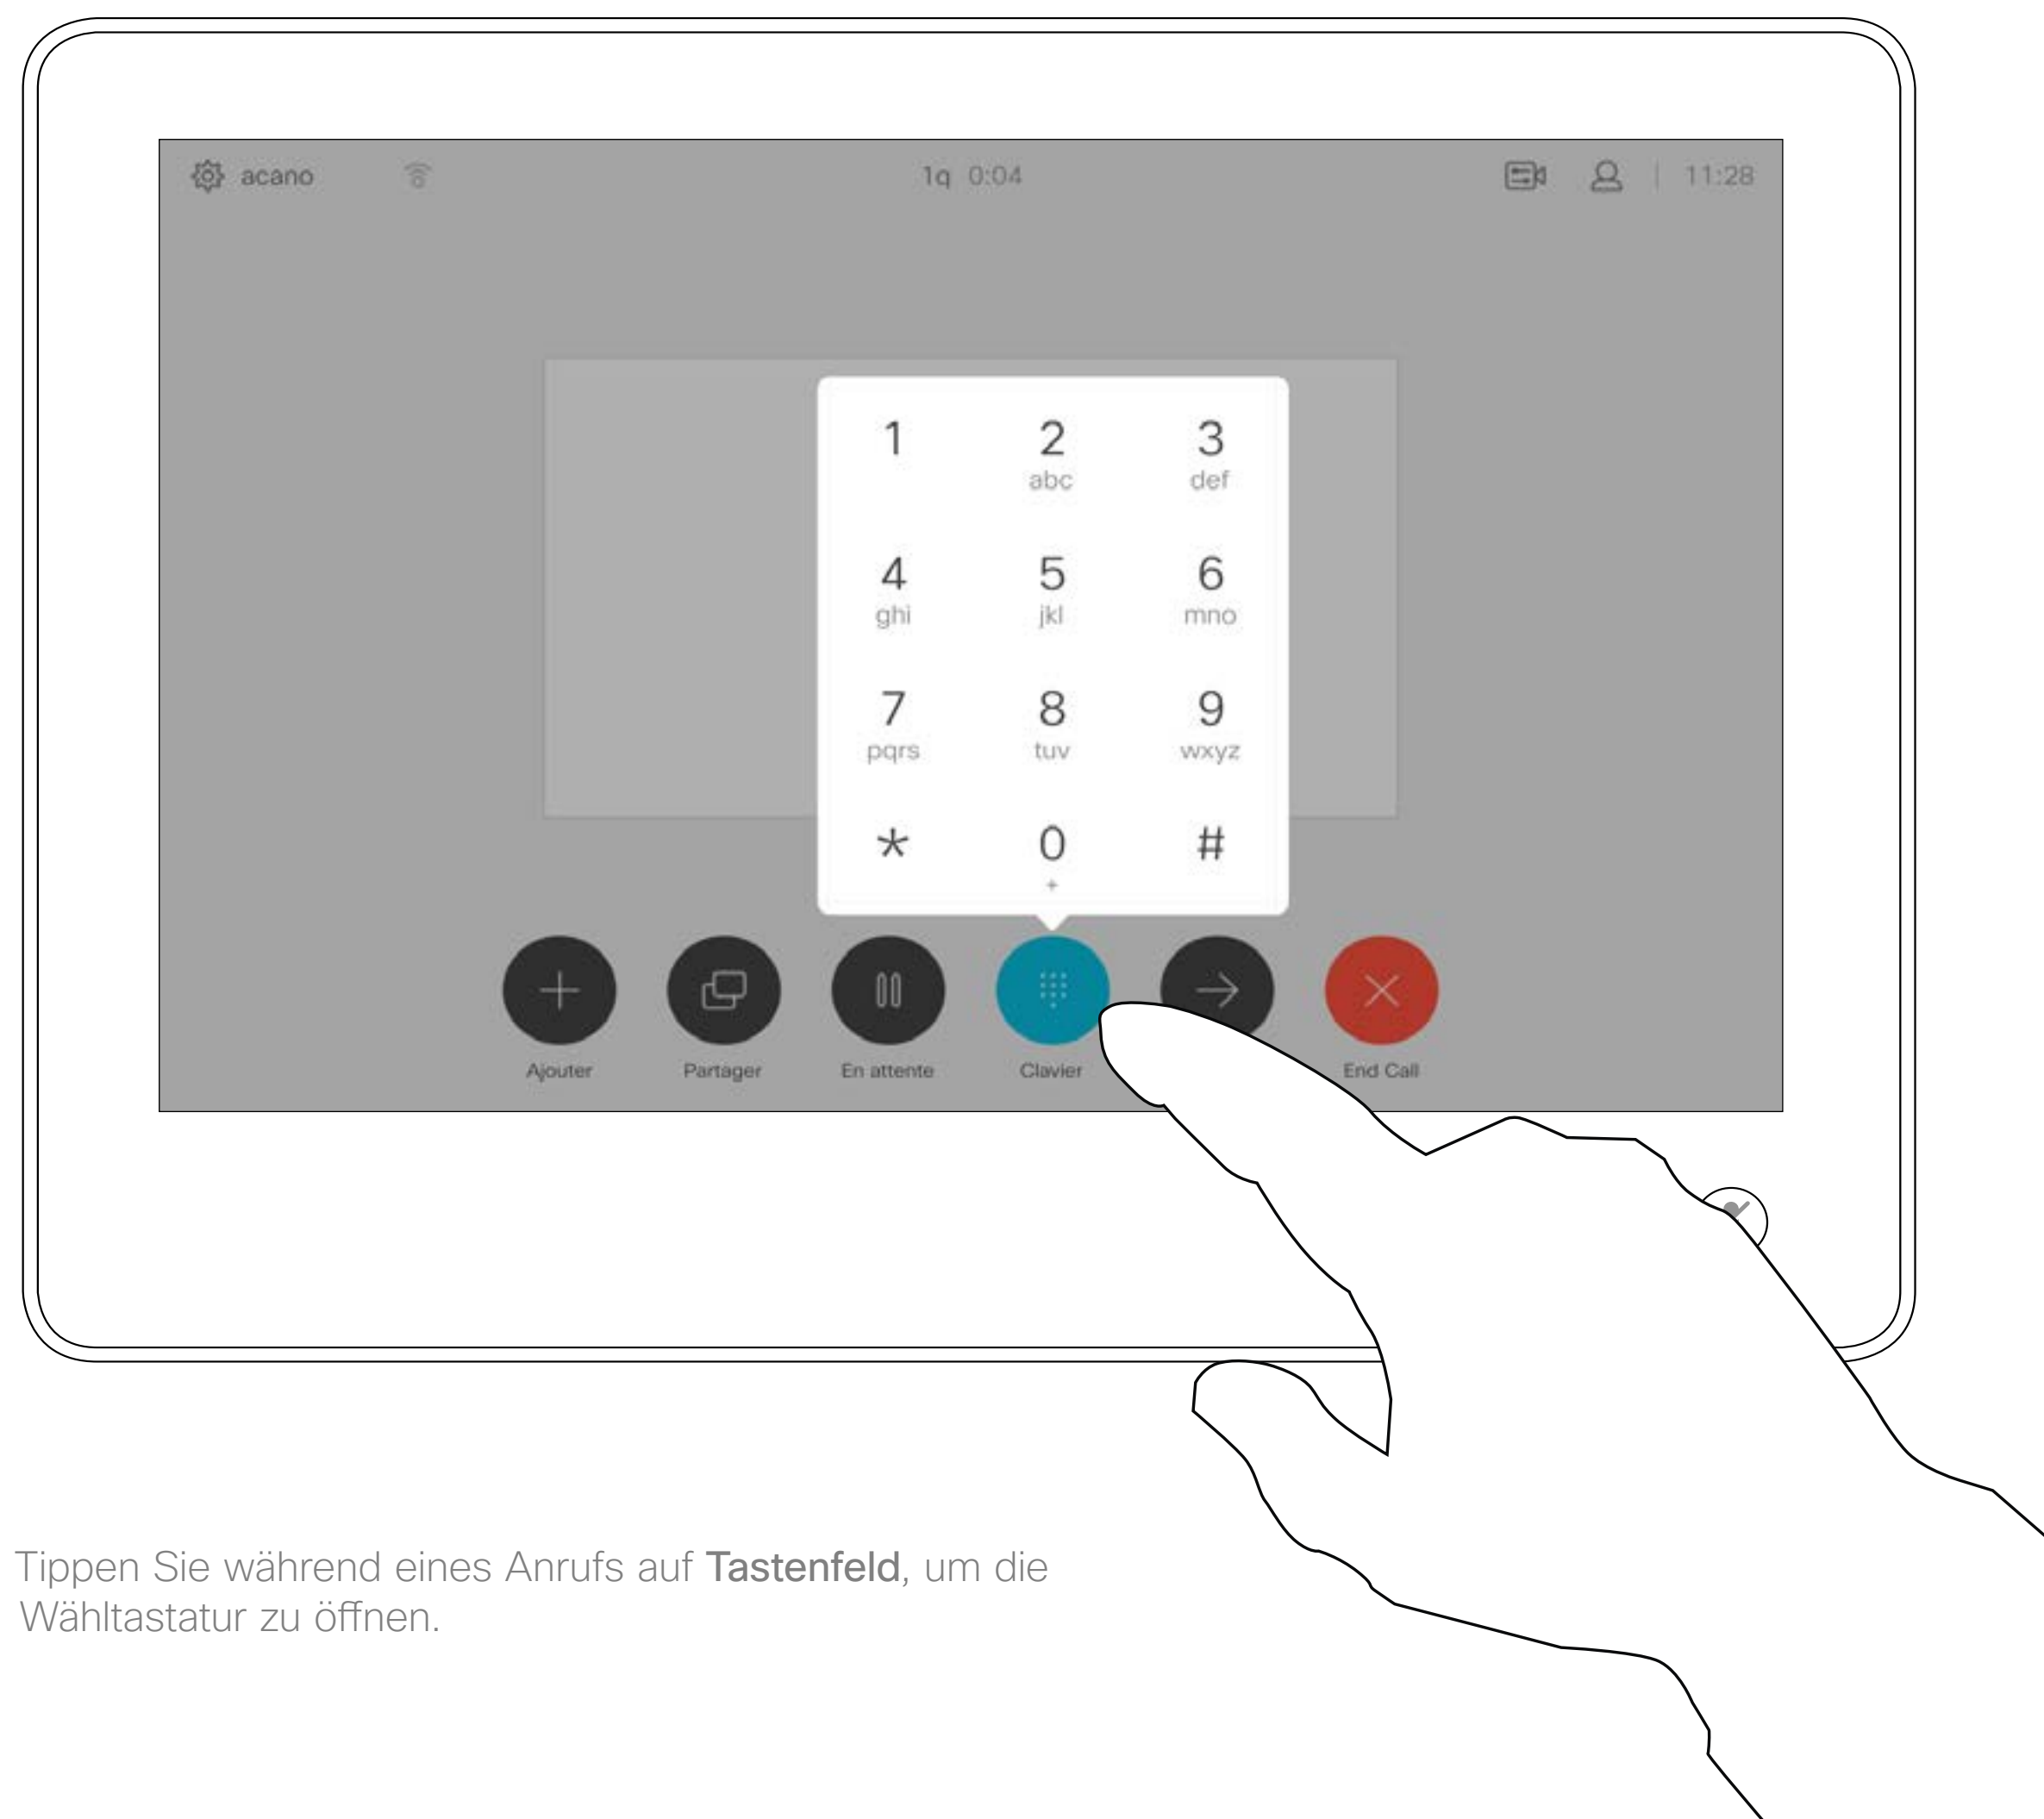 acano 1q 0:04 11:28
1 2 3
abc def
4 5 6
ghi jkl mno
7 8 9
pqrs tuv wxyz
* 0 #
+
Ajouter Partager En attente Clavier End Call
Tippen Sie während eines Anrufs auf Tastenfeld, um die
Wähltastatur zu öffnen.